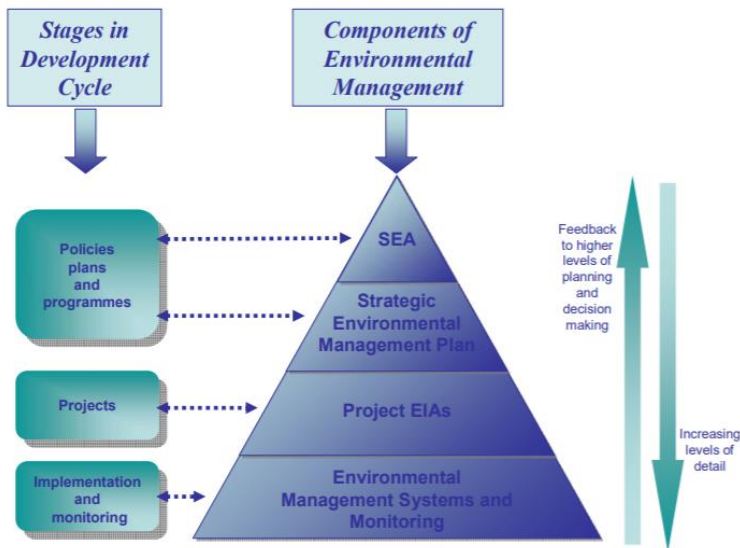 Stages in
Development
Cycle
Components of
Environmental
Management
Policies
plans
and
programmes
Projects
Implementation
and
monitoring
SEA
Strategic
Environmental
Management Plan
Project EIAs
Environmental
Management Systems and
Monitoring
Feedback
to higher
levels of
planning
and
decision
making
Increasing
levels of
detail